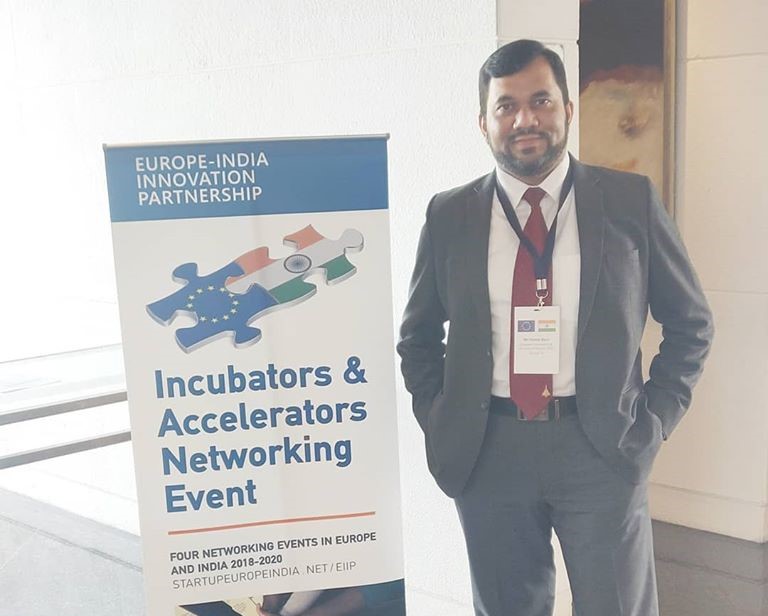 EUROPE-INDIA
INNOVATION
PARTNERSHIP
Incubators &
Accelerators
Networking
Event
FOUR NETWORKING EVENTS IN EUROPE
AND INDIA 2018-2020
STARTUPEUROPEINDIA.NET/EIIP